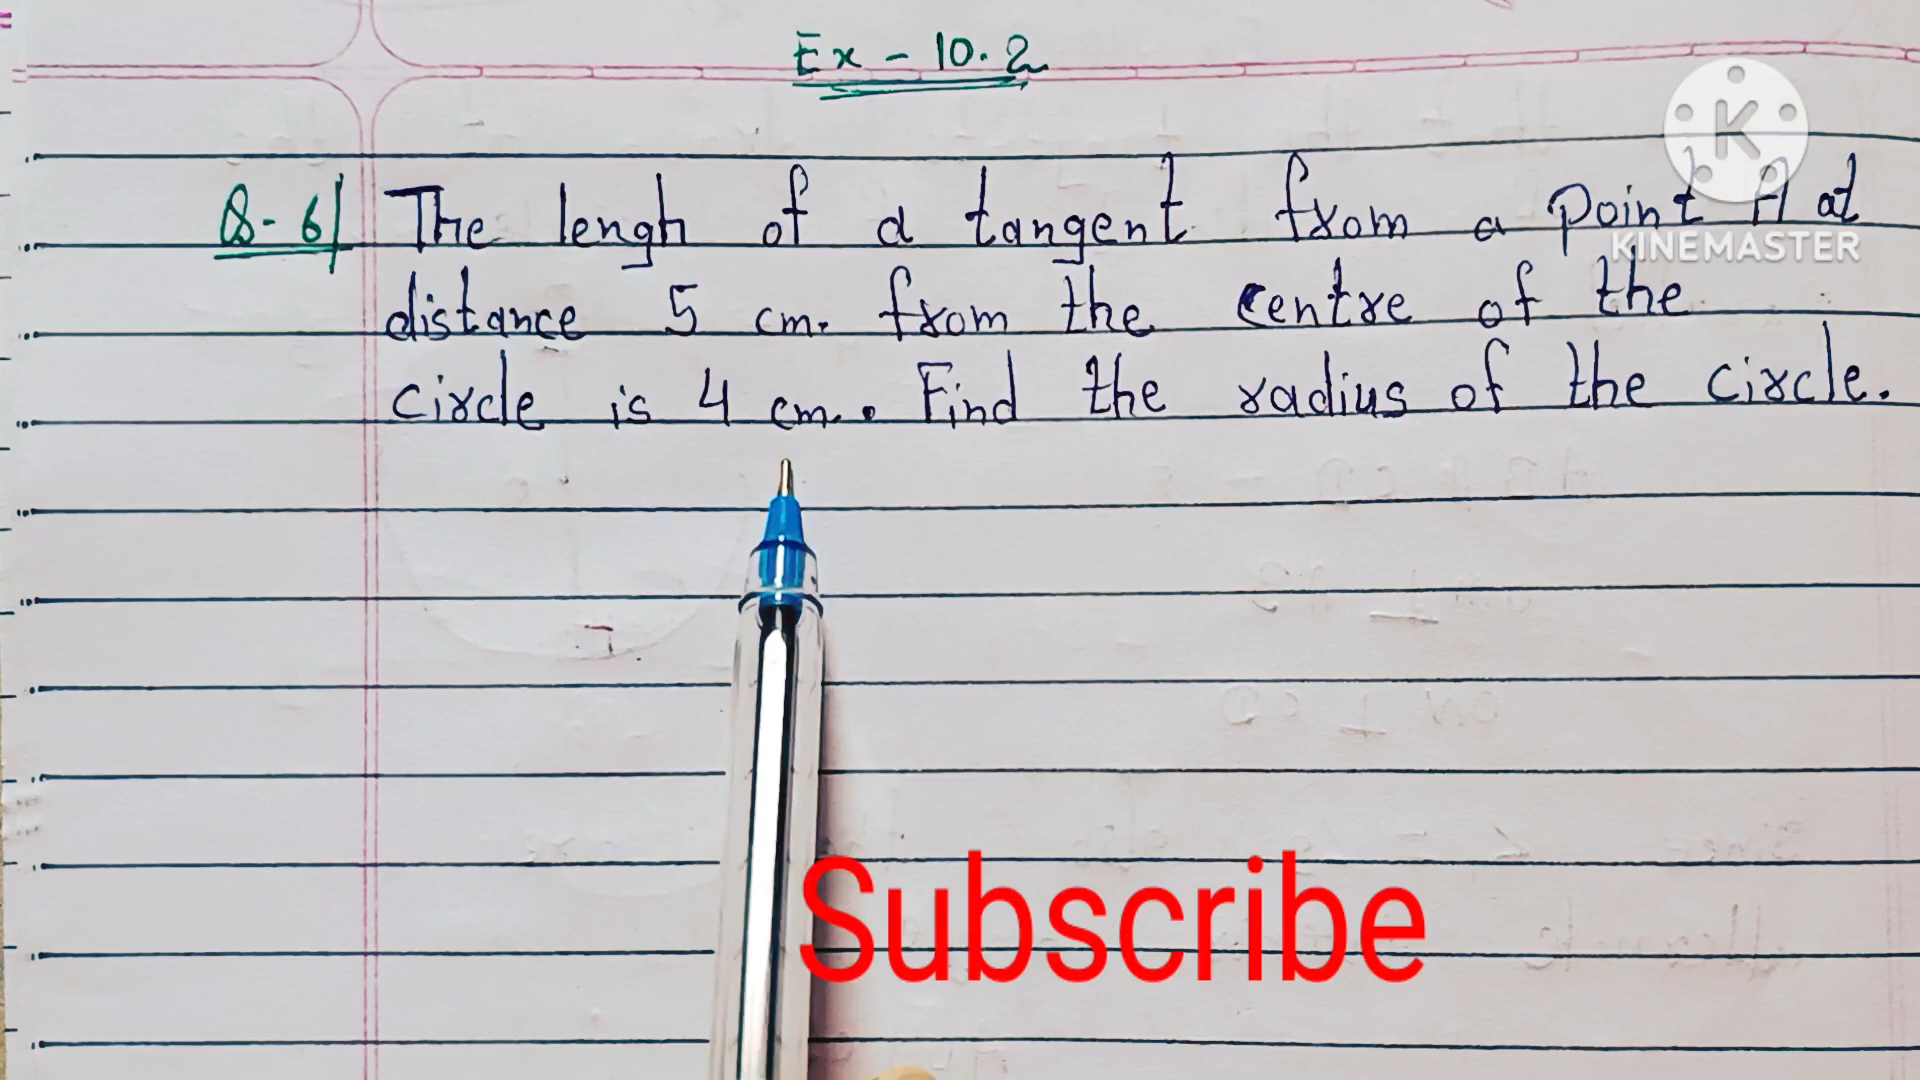 Ex - 10.2
K
KINEMASTER
Q-6| The lengh of a tangent from a point A at
distance 5 cm. from the centre of the
circle is 4 cm. Find the radius of the circle.
Subscribe